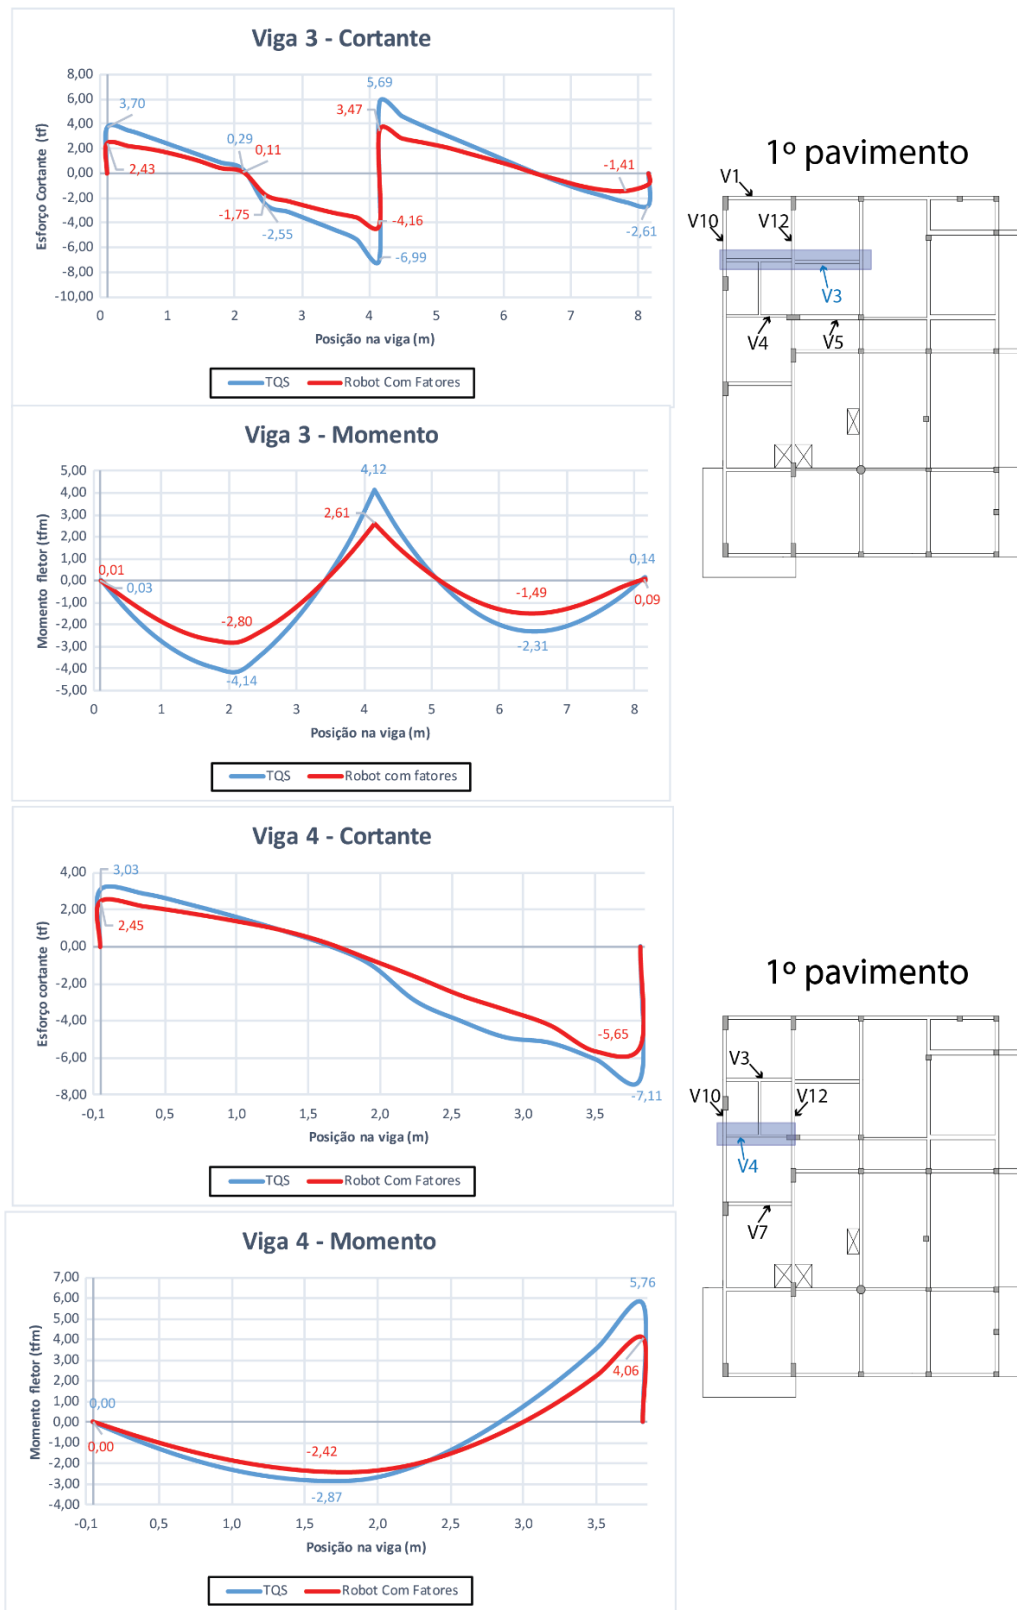 Viga 3 - Cortante
8,00
6,00
4,00
2,00
0,00
-2,00
-4,00
-6,00
-8,00
-10,00
Esforço Cortante (tf)
3,70
2,43
0,29
0,11
-1,75
-2,55
5,69
3,47
-4,16
-6,99
-1,41
-2,61
0 1 2 3 4 5 6 7 8
Posição na viga (m)
TQS Robot Com Fatores
1º pavimento
V1
V10 V12
V3
V4 V5
Viga 3 - Momento
5,00
4,00
3,00
2,00
1,00
0,00
-1,00
-2,00
-3,00
-4,00
-5,00
Momento fletor (tfm)
4,12
2,61
0,01
0,03
-2,80
-4,14
-1,49
-2,31
0,14
0,09
0 1 2 3 4 5 6 7 8
Posição na viga (m)
TQS Robot com fatores
Viga 4 - Cortante
4,00
2,00
0,00
-2,00
-4,00
-6,00
-8,00
Esforço cortante (tf)
3,03
2,45
-5,65
-7,11
-0,1 0,5 1,0 1,5 2,0 2,5 3,0 3,5
Posição na viga (m)
TQS Robot Com Fatores
1º pavimento
V3
V10 V12
V4
V7
Viga 4 - Momento
7,00
6,00
5,00
4,00
3,00
2,00
1,00
0,00
-1,00
-2,00
-3,00
-4,00
Momento fletor (tfm)
5,76
4,06
0,00
0,00
-2,42
-2,87
-0,1 0,5 1,0 1,5 2,0 2,5 3,0 3,5
Posição na viga (m)
TQS Robot Com Fatores